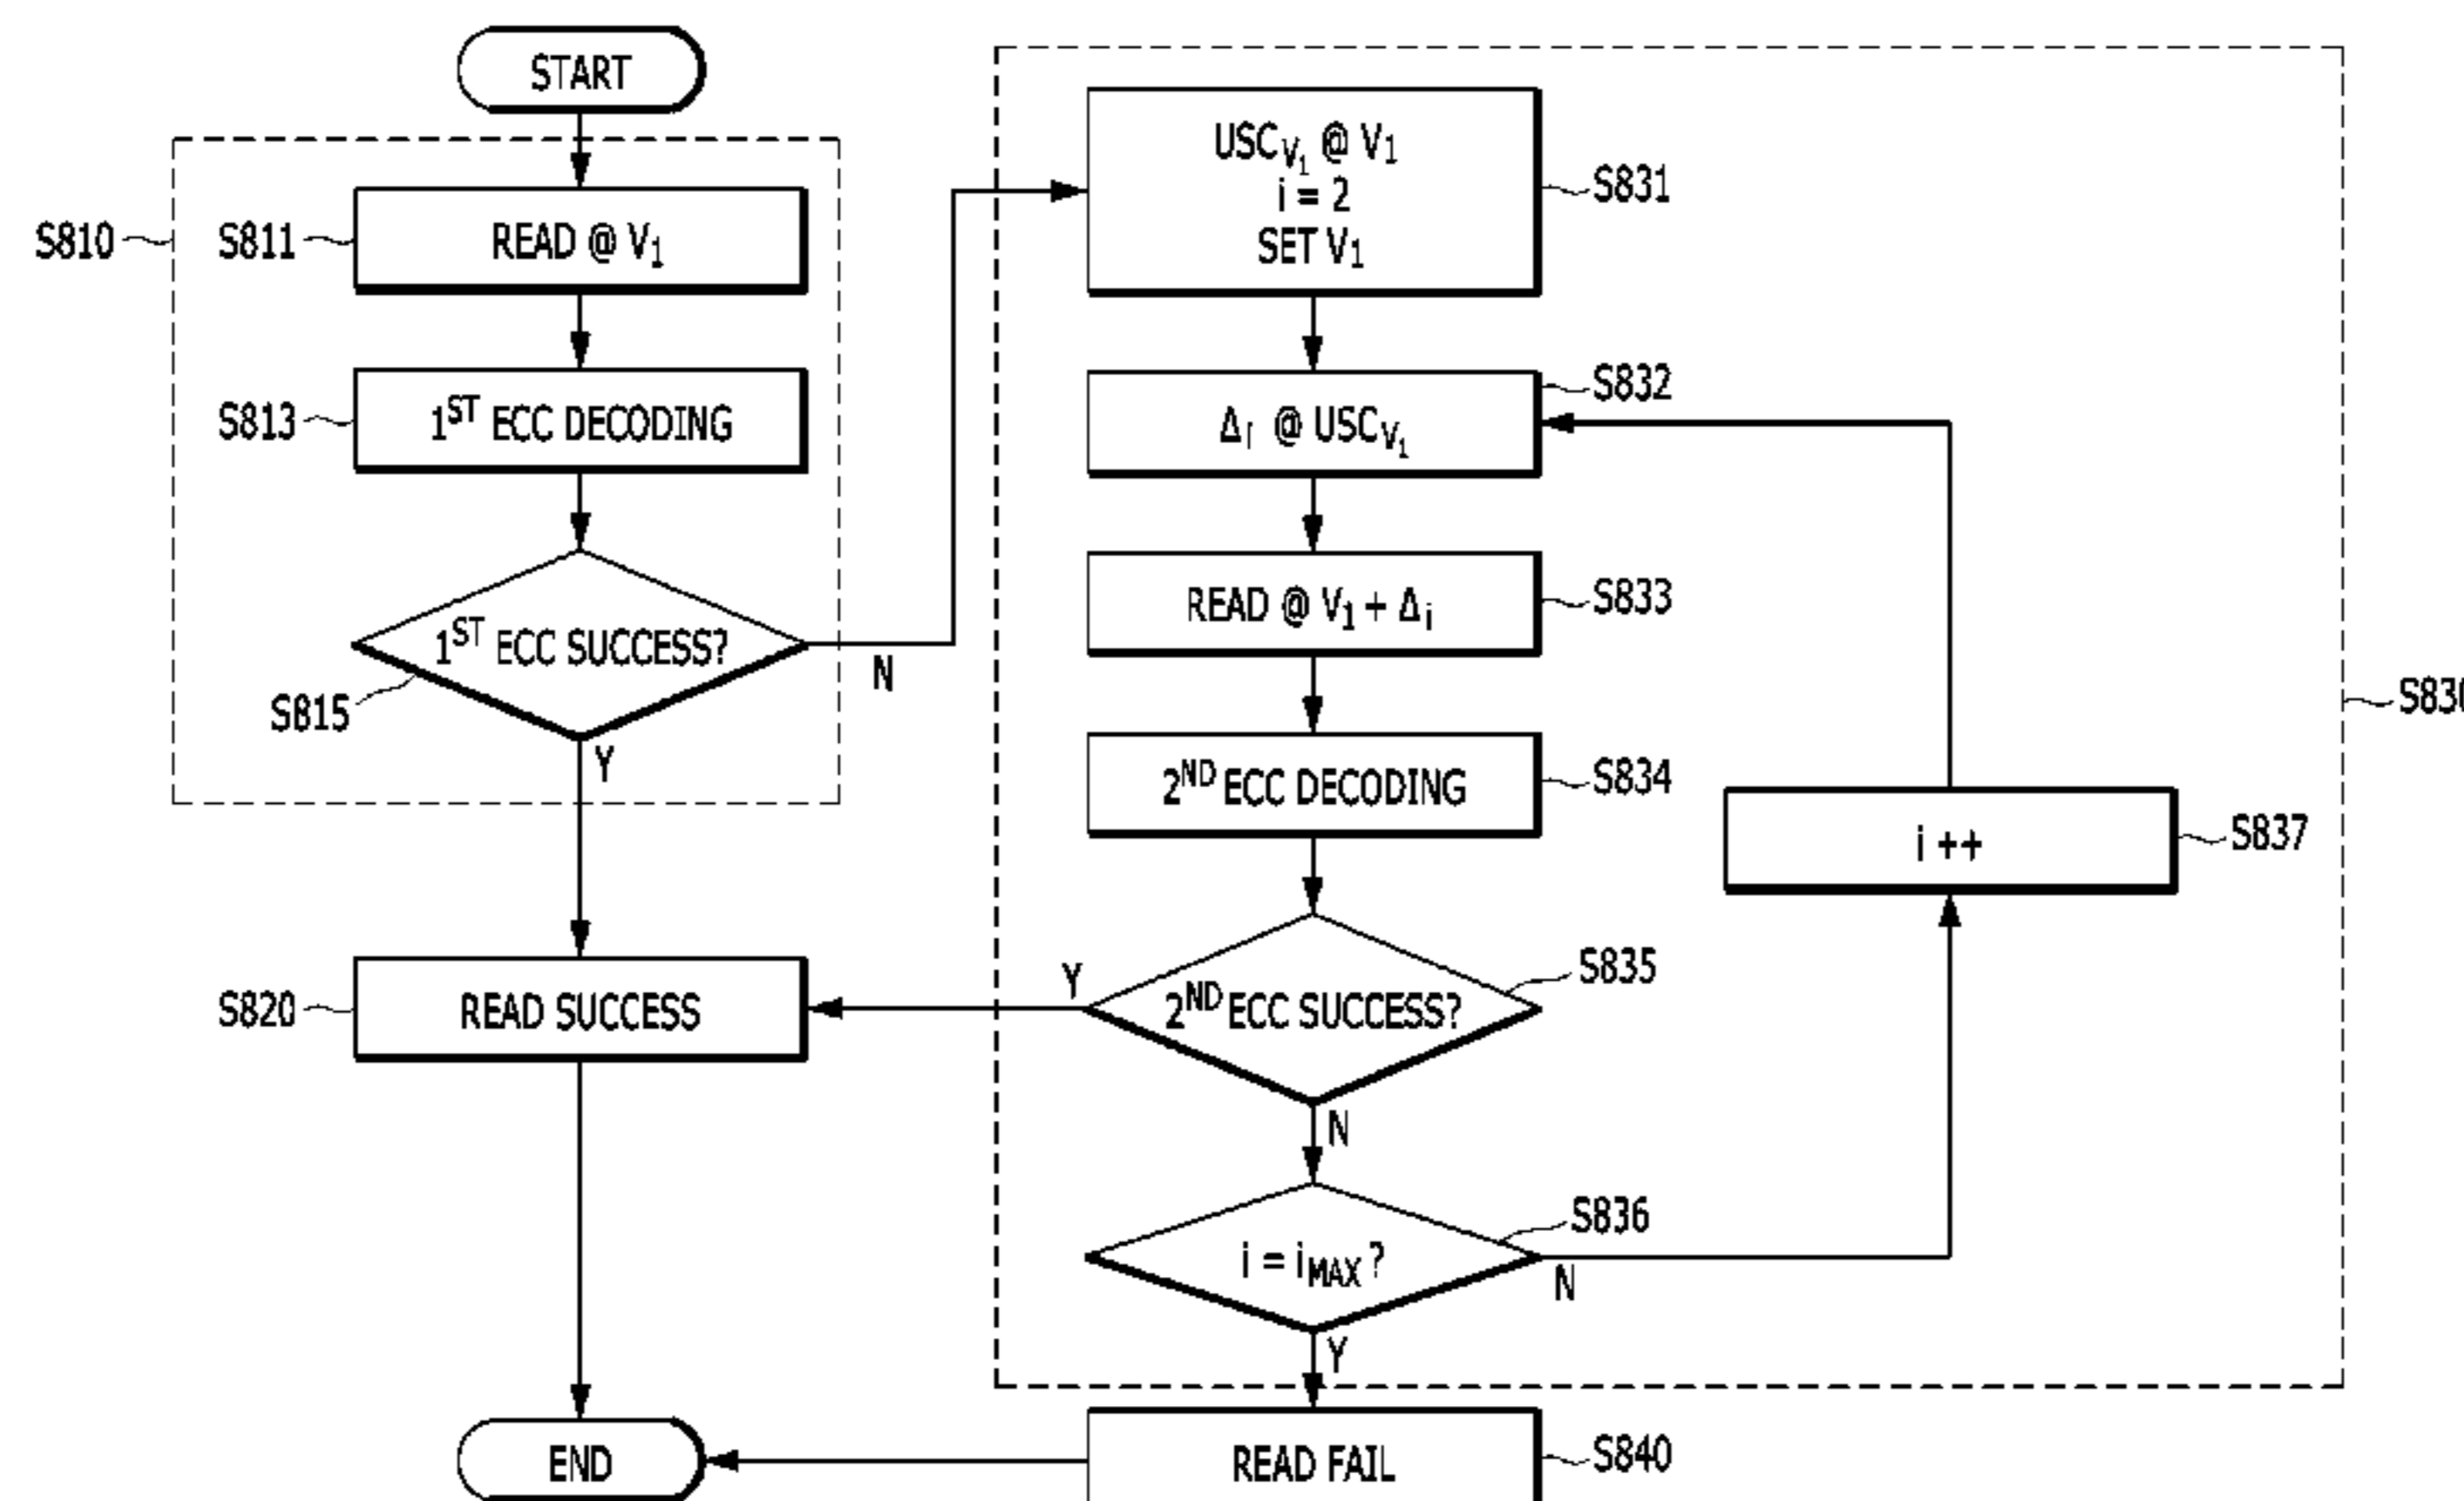 START
S810
S811
READ @ V1
S813
1ST ECC DECODING
1ST ECC SUCCESS?
S815
N
Y
S820
READ SUCCESS
END
USCV1 @ V1
i = 2
SET V1
S831
Δi @ USCV1
S832
READ @ V1 + Δi
S833
2ND ECC DECODING
S834
2ND ECC SUCCESS?
S835
Y
N
i = iMAX ?
S836
N
Y
i ++
S837
S830
READ FAIL
S840